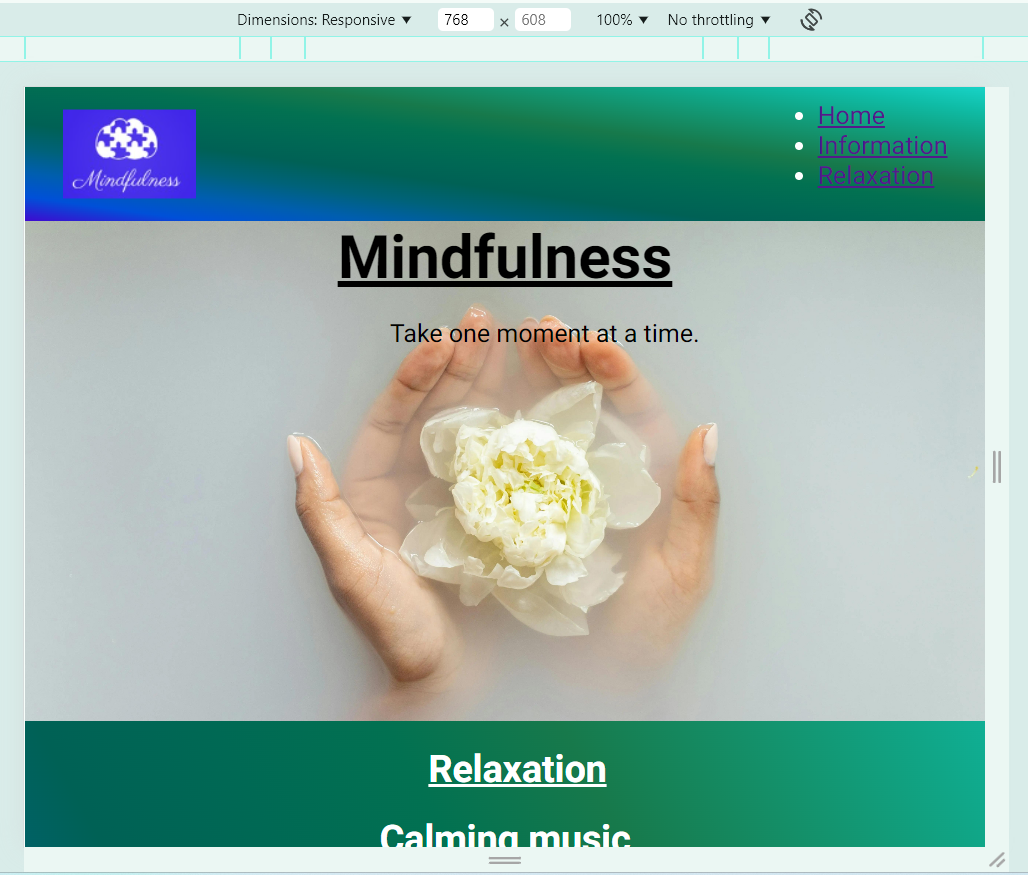 Dimensions: Responsive ▼ 768 × 608 100% ▼ No throttling ▼
Mindfulness
• Home
• Information
• Relaxation
Mindfulness
Take one moment at a time.
Relaxation
Calming music